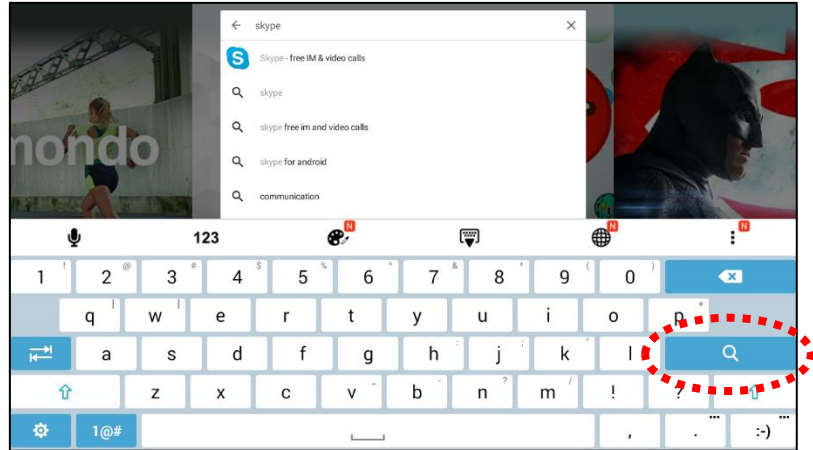 skype
Skype - free IM & video calls
skype
skype free im and video calls
skype for android
mondo
communication
123
N
N
N
1 ! 2 @ 3 # 4 $ 5 % 6 ^ 7 & 8 * 9 ( 0 )
q [ w ] e r t y u i o p +
a s d f g h : j ; k l
z x c v b n ? m / ! ?
1@# , . :-)